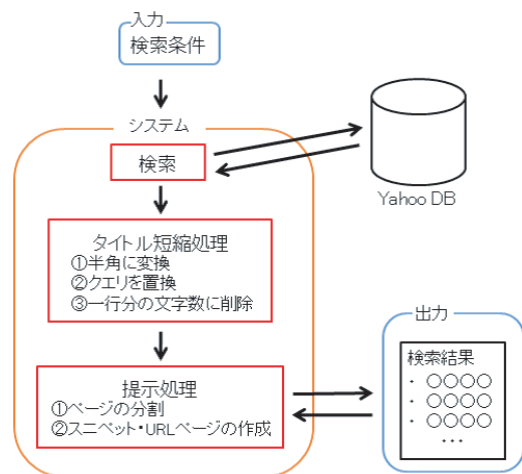 入力
検索条件
システム
検索
Yahoo DB
タイトル短縮処理
①半角に変換
②クエリを置換
③一行分の文字数に削除
提示処理
①ページの分割
②スニペット・URLページの作成
出力
検索結果
・ ○○○○
・ ○○○○
・ ○○○○
…